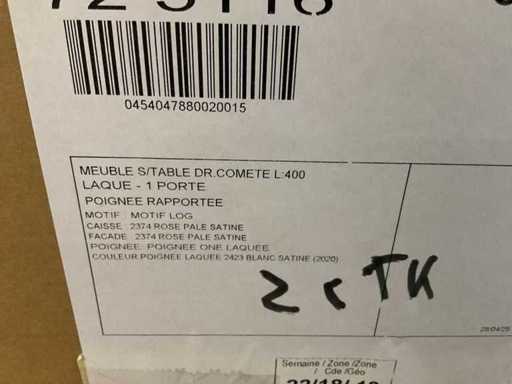 0454047880020015
MEUBLE S/TABLE DR.COMETE L:400
LAQUE - 1 PORTE
POIGNEE RAPPORTEE
MOTIF : MOTIF LOG
CAISSE : 2374 ROSE PALE SATINE
FACADE : 2374 ROSE PALE SATINE
POIGNEE: POIGNEE ONE LAQUEE
COULEUR POIGNEE LAQUEE 2423 BLANC SATINE (2020)
Semaine / Zone /Zone
/ Cde /Géo